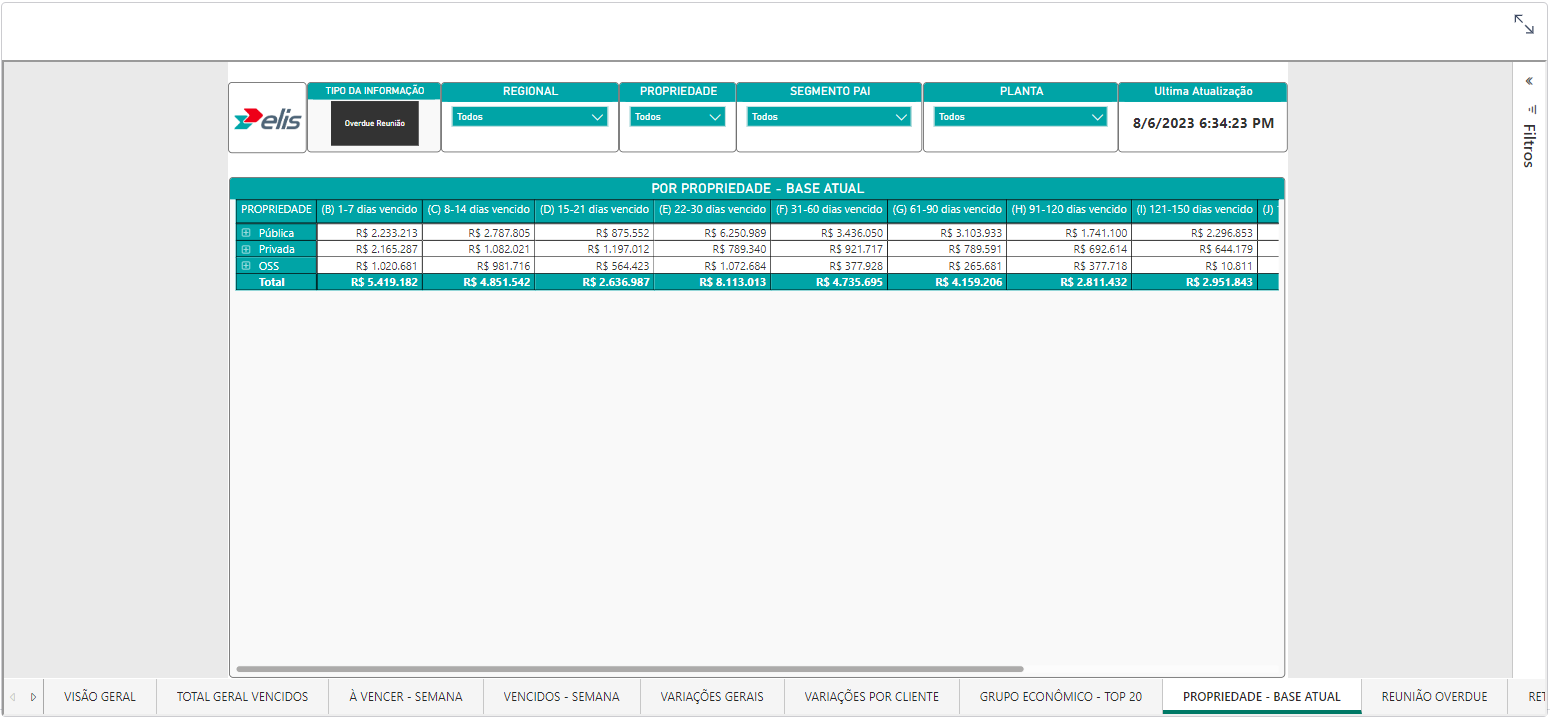 elis
TIPO DA INFORMAÇÃO
Overdue Reunião
REGIONAL
Todos
PROPRIEDADE
Todos
SEGMENTO PAI
Todos
PLANTA
Todos
Ultima Atualização
8/6/2023 6:34:23 PM
Filtros
POR PROPRIEDADE - BASE ATUAL
PROPRIEDADE (B) 1-7 dias vencido (C) 8-14 dias vencido (D) 15-21 dias vencido (E) 22-30 dias vencido (F) 31-60 dias vencido (G) 61-90 dias vencido (H) 91-120 dias vencido (I) 121-150 dias vencido (J)
Pública R$ 2.233.213 R$ 2.787.805 R$ 875.552 R$ 6.250.989 R$ 3.436.050 R$ 3.103.933 R$ 1.741.100 R$ 2.296.853
Privada R$ 2.165.287 R$ 1.082.021 R$ 1.197.012 R$ 789.340 R$ 921.717 R$ 789.591 R$ 692.614 R$ 644.179
OSS R$ 1.020.681 R$ 981.716 R$ 564.423 R$ 1.072.684 R$ 377.928 R$ 265.681 R$ 377.718 R$ 10.811
Total R$ 5.419.182 R$ 4.851.542 R$ 2.636.987 R$ 8.113.013 R$ 4.735.695 R$ 4.159.206 R$ 2.811.432 R$ 2.951.843
VISÃO GERAL TOTAL GERAL VENCIDOS À VENCER - SEMANA VENCIDOS - SEMANA VARIAÇÕES GERAIS VARIAÇÕES POR CLIENTE GRUPO ECONÔMICO - TOP 20 PROPRIEDADE - BASE ATUAL REUNIÃO OVERDUE